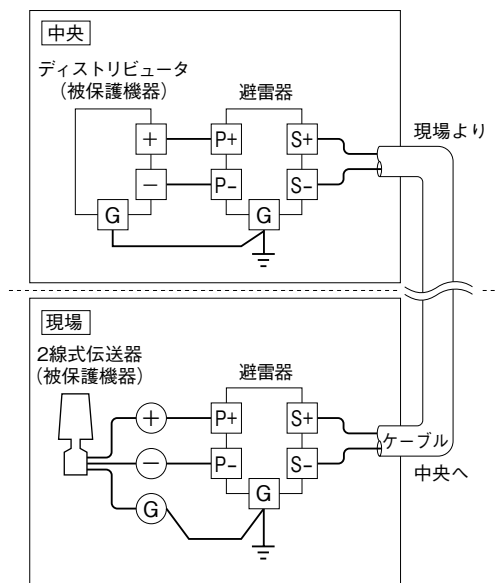 中央
ディストリビュータ
（被保護機器）
避雷器
現場より
+ P+ S+
− P− S−
G G
現場
2線式伝送器
（被保護機器）
避雷器
+ P+ S+
ケーブル
− P− S−
中央へ
G G